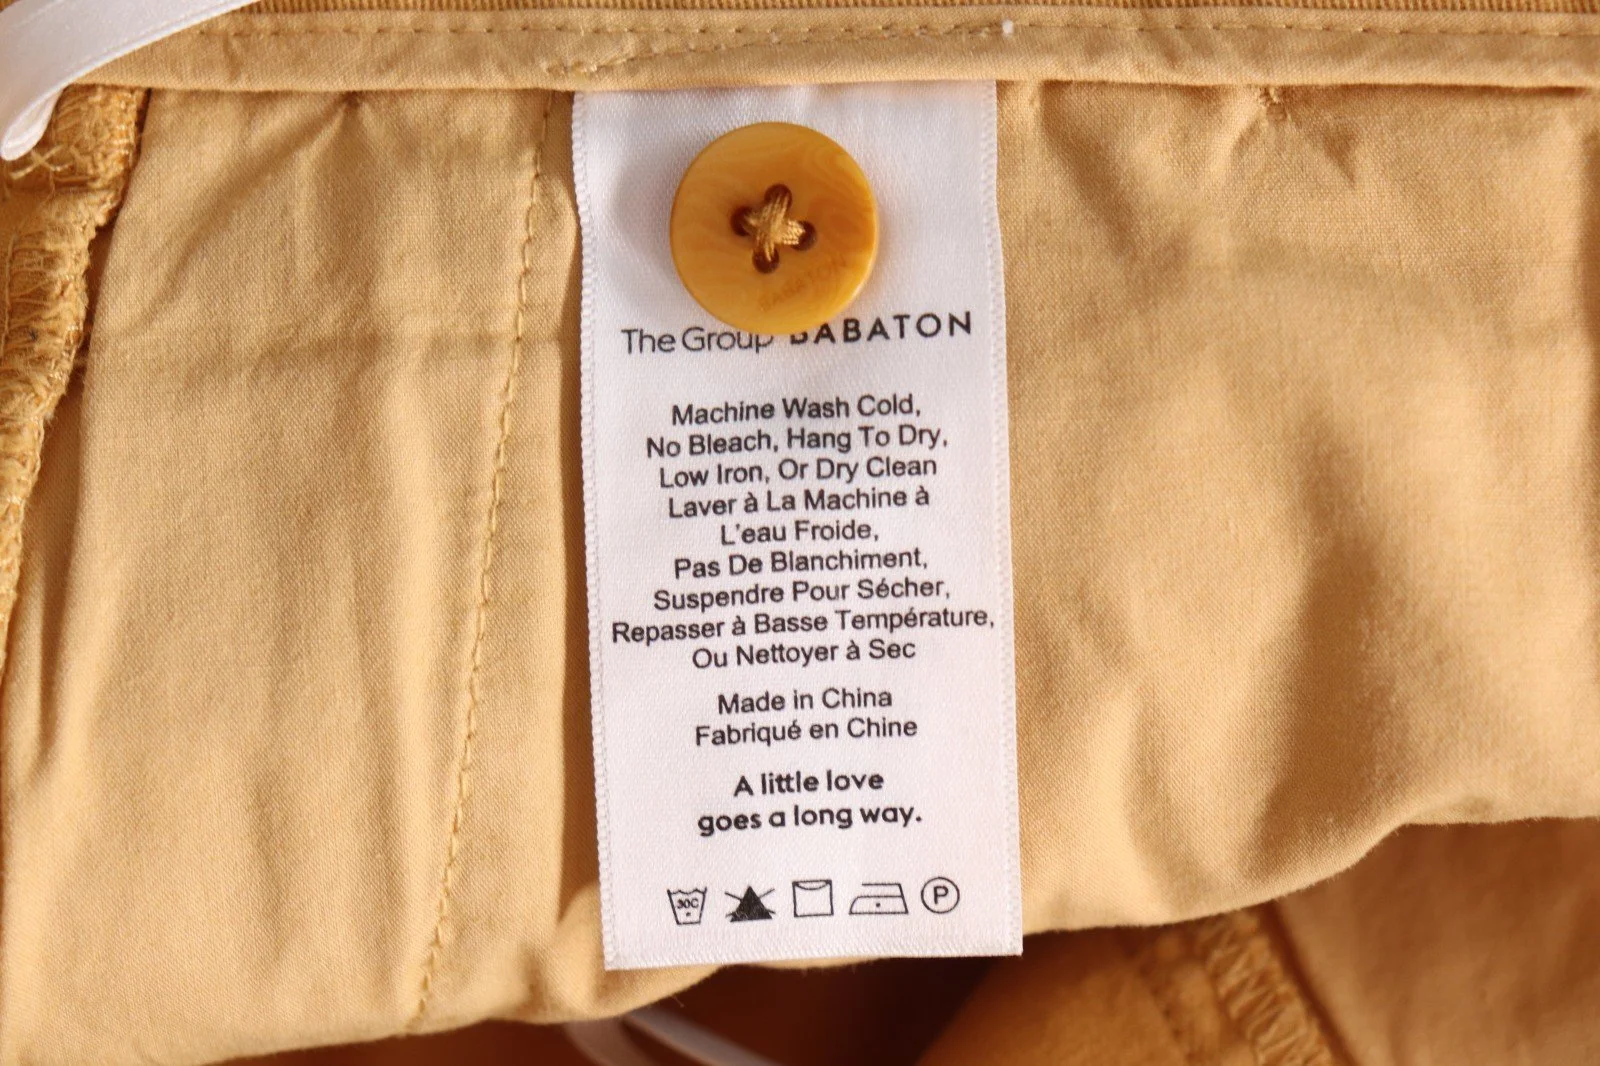 BABATON
The Group BABATON
Machine Wash Cold,
No Bleach, Hang To Dry,
Low Iron, Or Dry Clean
Laver à La Machine à
L'eau Froide,
Pas De Blanchiment,
Suspendre Pour Sécher,
Repasser à Basse Température,
Ou Nettoyer à Sec
Made in China
Fabriqué en Chine
A little love
goes a long way.
30C
P